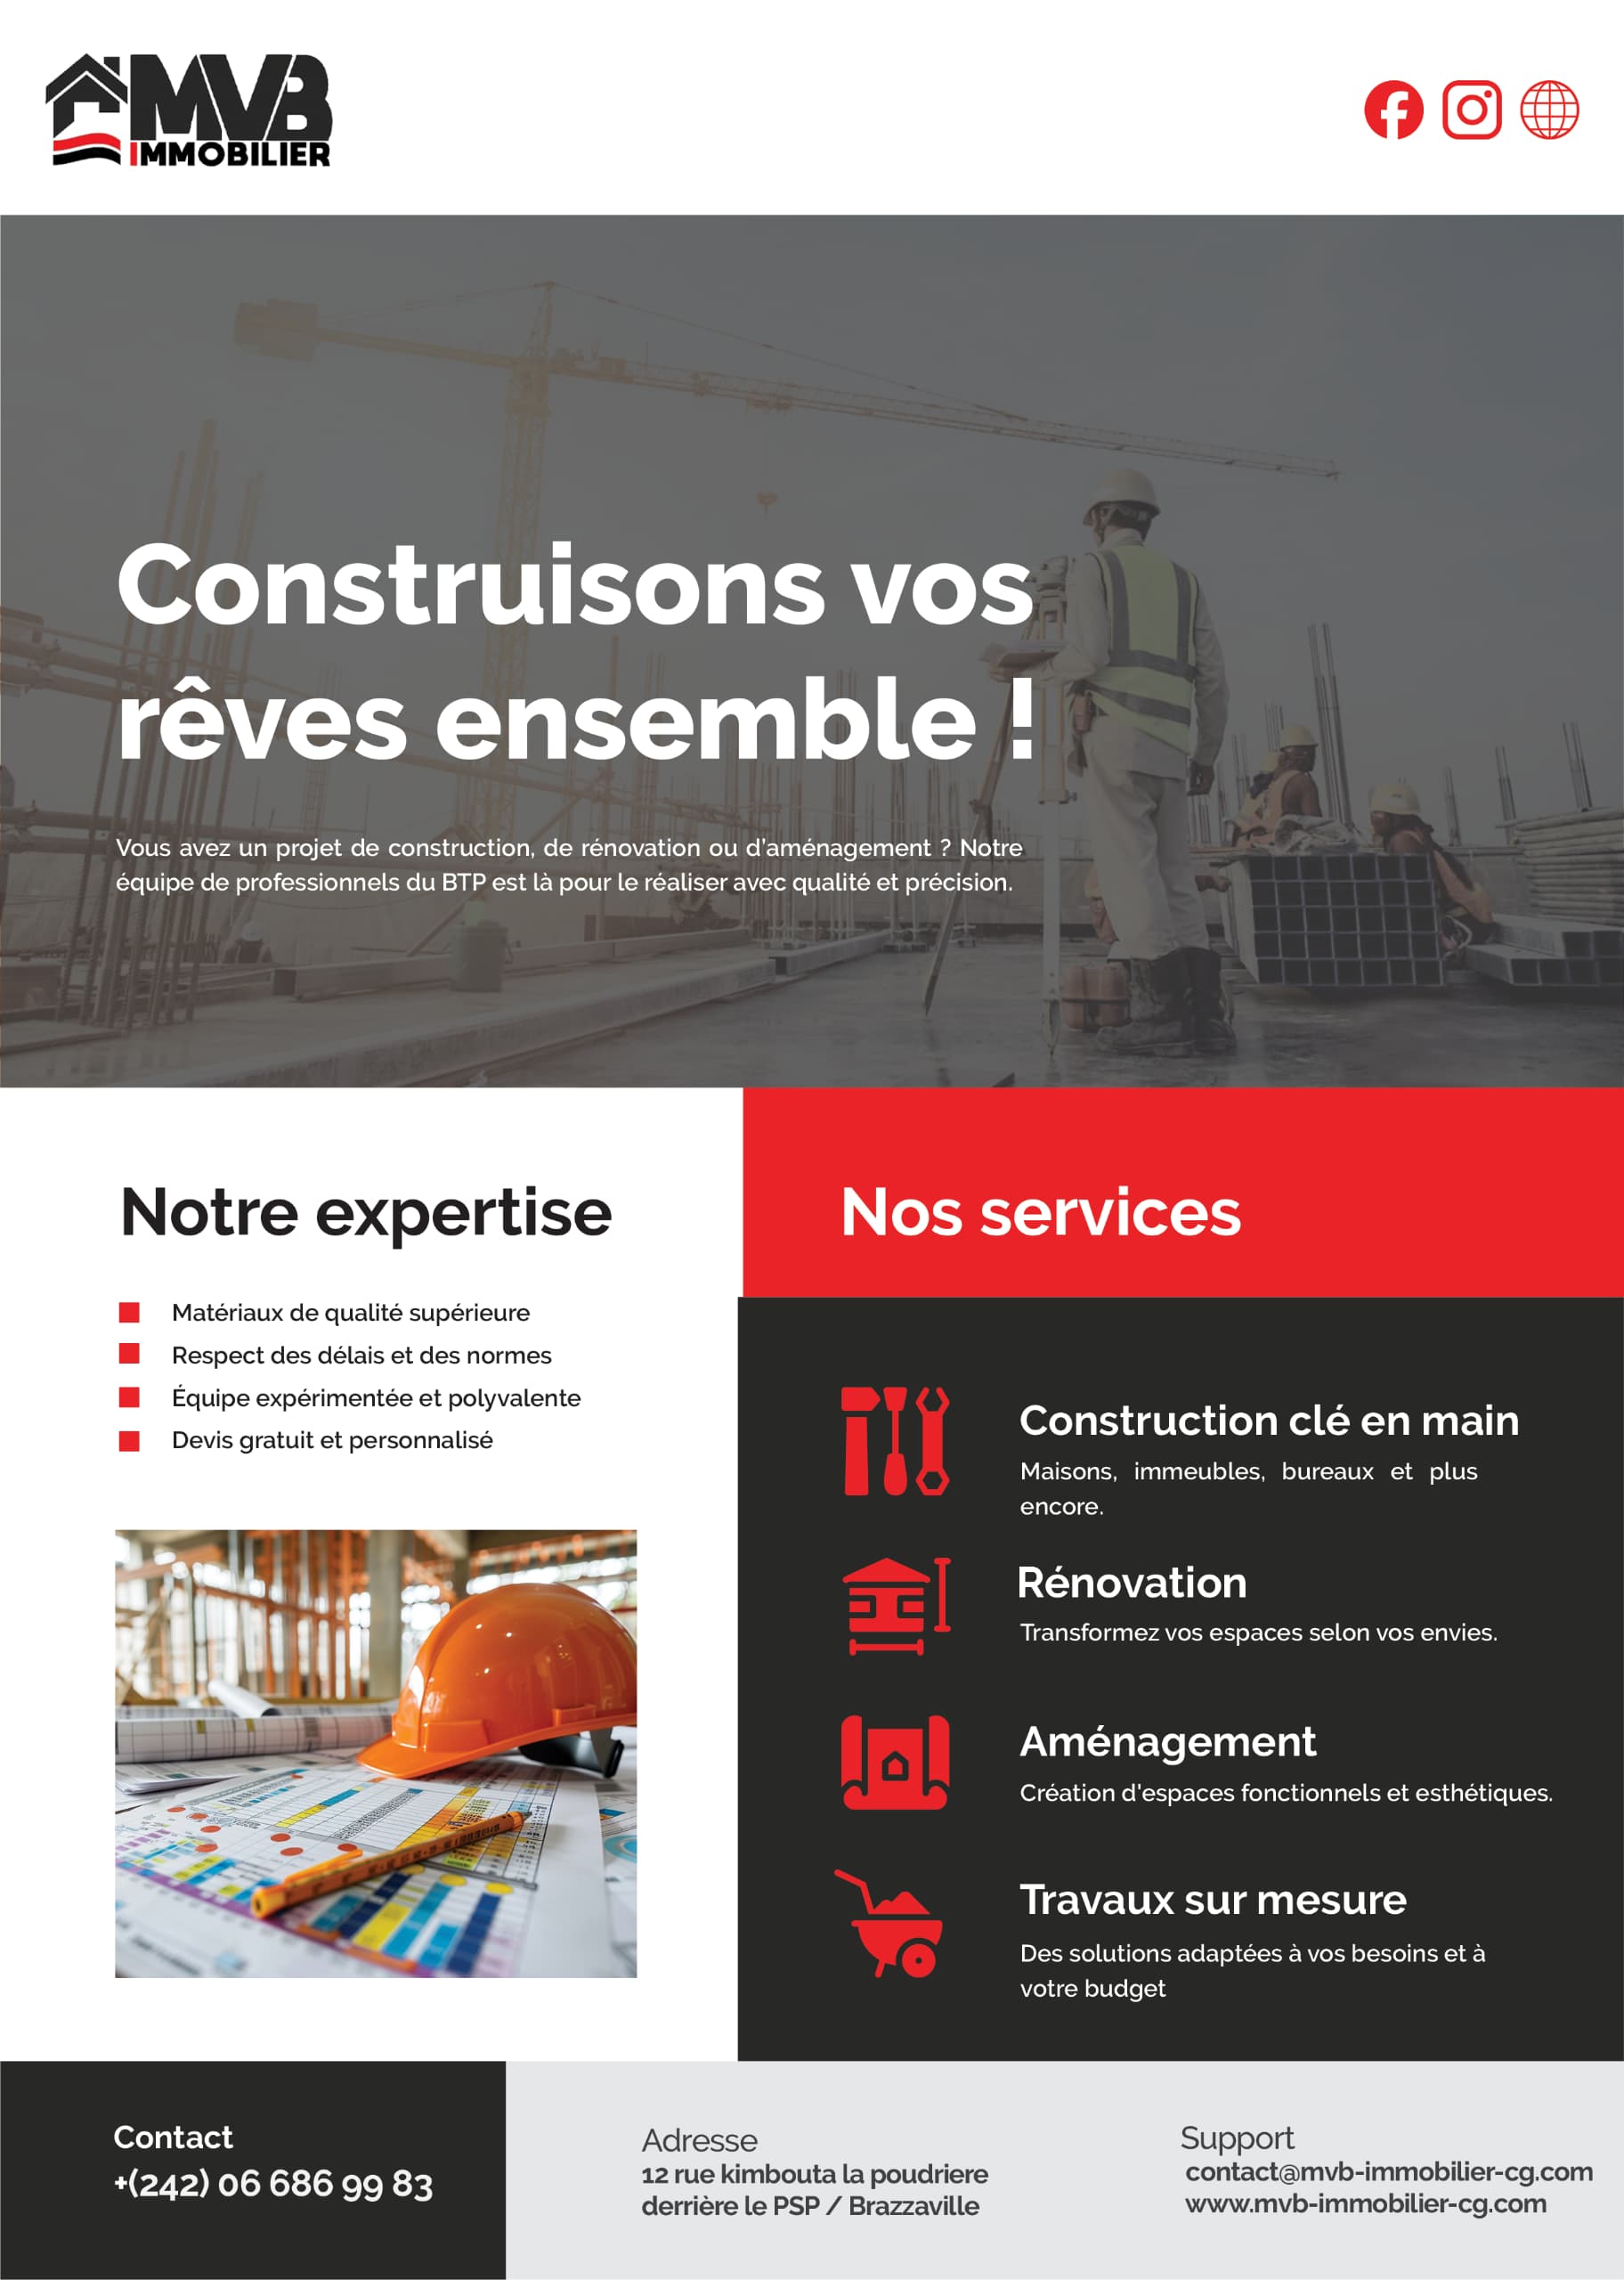 MVB
IMMOBILIER
Construisons vos
rêves ensemble !
Vous avez un projet de construction, de rénovation ou d'aménagement ? Notre
équipe de professionnels du BTP est là pour le réaliser avec qualité et précision.
Notre expertise
Matériaux de qualité supérieure
Respect des délais et des normes
Équipe expérimentée et polyvalente
Devis gratuit et personnalisé
Nos services
Construction clé en main
Maisons, immeubles, bureaux et plus
encore.
Rénovation
Transformez vos espaces selon vos envies.
Aménagement
Création d'espaces fonctionnels et esthétiques.
Travaux sur mesure
Des solutions adaptées à vos besoins et à
votre budget
Contact
+(242) 06 686 99 83
Adresse
12 rue kimbouta la poudriere
derrière le PSP / Brazzaville
Support
contact@mvb-immobilier-cg.com
www.mvb-immobilier-cg.com